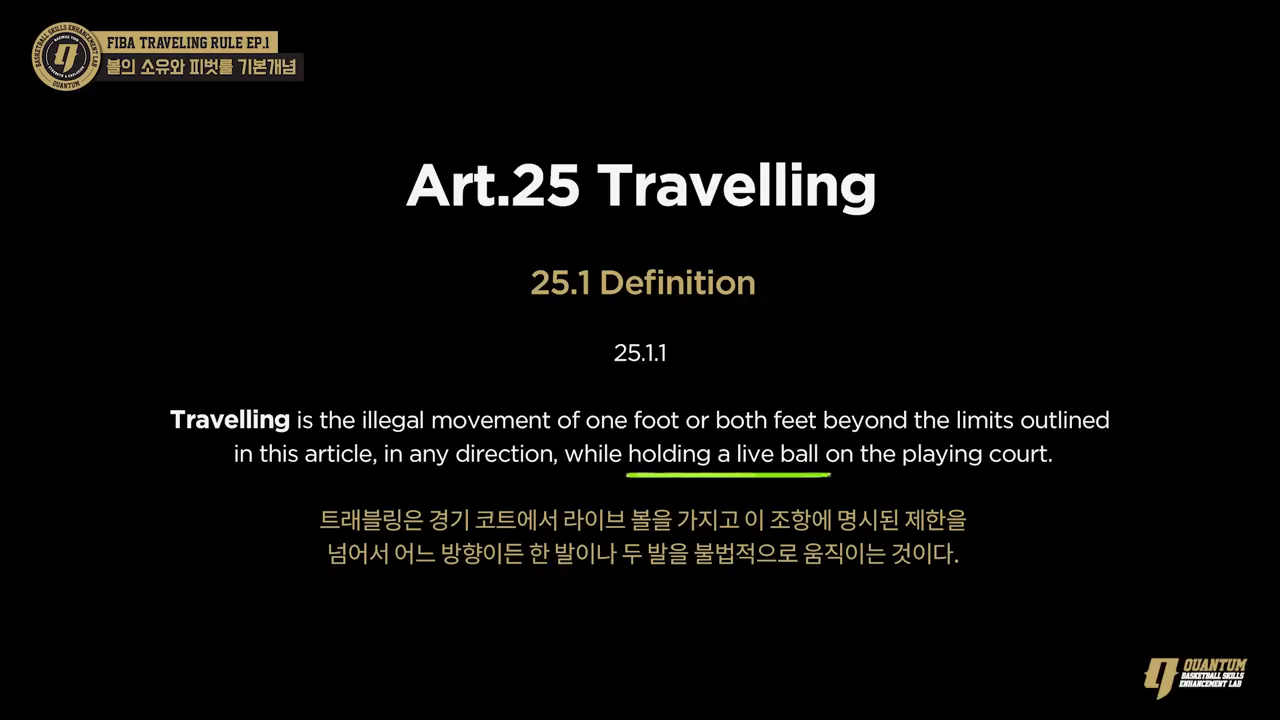 BASKETBALL SKILLS ENHANCEMENT LAB
QUANTUM
FIBA TRAVELING RULE EP.1
볼의 소유와 피벗룰 기본개념
Art.25 Travelling
25.1 Definition
25.1.1
Travelling is the illegal movement of one foot or both feet beyond the limits outlined
in this article, in any direction, while holding a live ball on the playing court.
트래블링은 경기 코트에서 라이브 볼을 가지고 이 조항에 명시된 제한을
넘어서 어느 방향이든 한 발이나 두 발을 불법적으로 움직이는 것이다.
QUANTUM
BASKETBALL SKILLS
ENHANCEMENT LAB